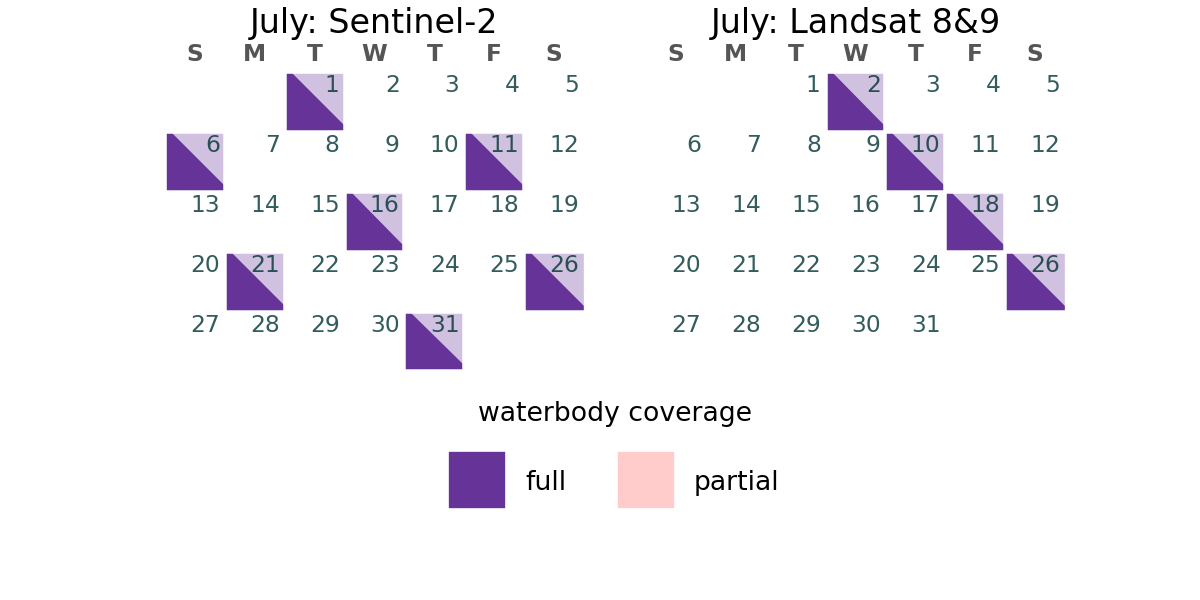 July: Sentinel-2
S M T W T F S
1 2 3 4 5
6 7 8 9 10 11 12
13 14 15 16 17 18 19
20 21 22 23 24 25 26
27 28 29 30 31
July: Landsat 8&9
S M T W T F S
1 2 3 4 5
6 7 8 9 10 11 12
13 14 15 16 17 18 19
20 21 22 23 24 25 26
27 28 29 30 31
waterbody coverage
full partial